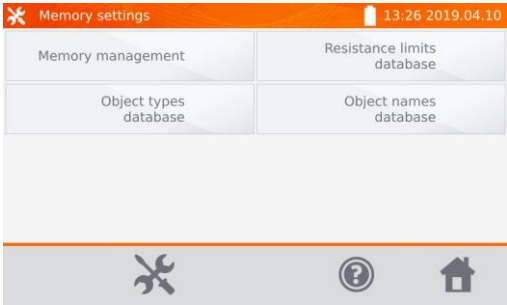 Memory settings
13:26 2019.04.10
Memory management
Resistance limits
database
Object types
database
Object names
database
?